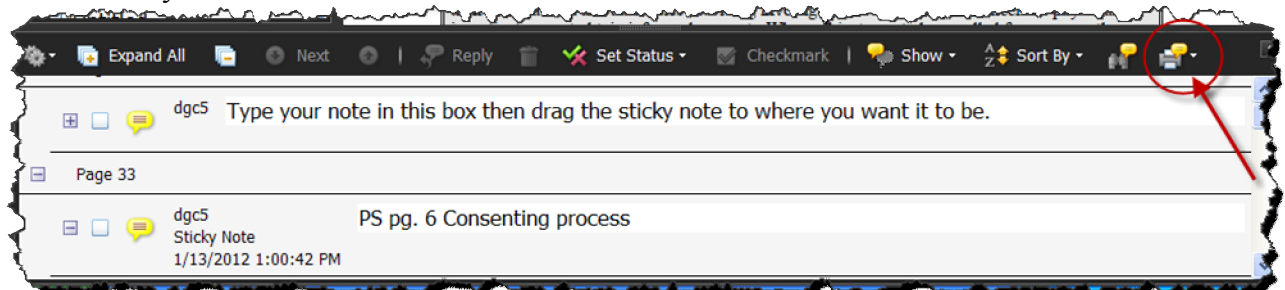 Expand All Next Reply Set Status Checkmark Show A Z Sort By
dgc5 Type your note in this box then drag the sticky note to where you want it to be.
Page 33
dgc5 PS pg. 6 Consenting process
Sticky Note
1/13/2012 1:00:42 PM